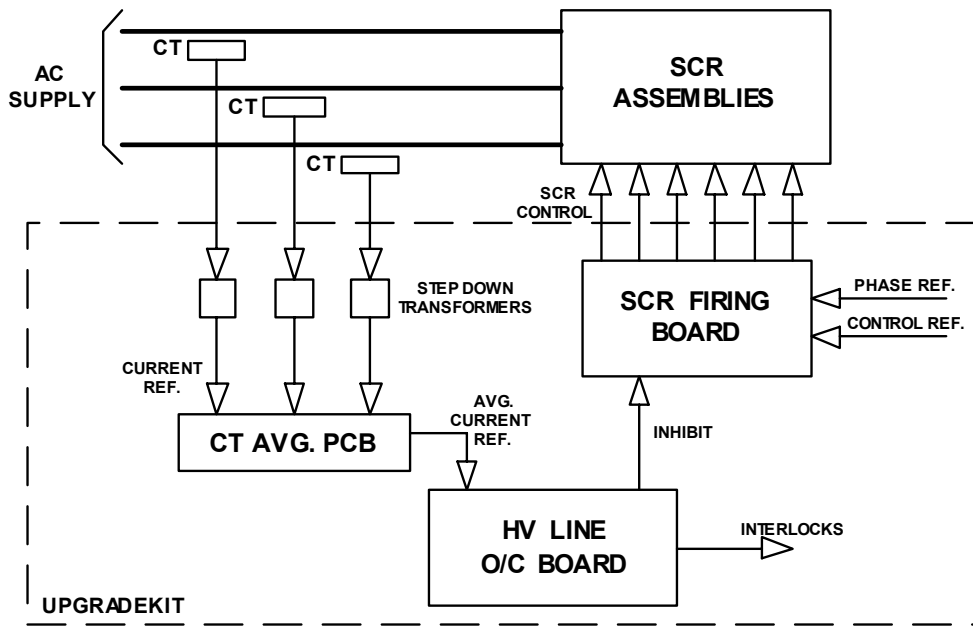 CT
SCR
ASSEMBLIES
AC
SUPPLY
CT
CT
SCR
CONTROL
STEP DOWN
TRANSFORMERS
SCR FIRING
BOARD
PHASE REF.
CONTROL REF.
CURRENT
REF.
AVG.
CURRENT
REF.
INHIBIT
CT AVG. PCB
HV LINE
O/C BOARD
INTERLOCKS
UPGRADEKIT